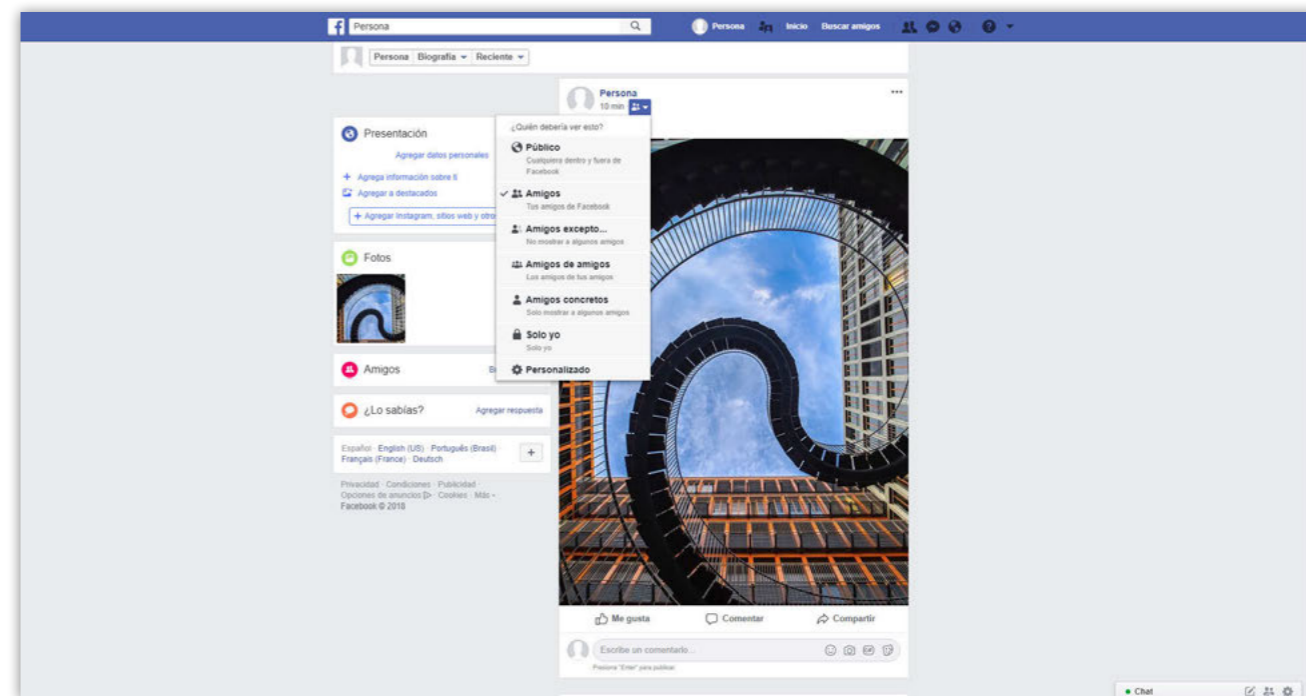 Persona
Persona
Inicio
Buscar amigos
Persona
Biografía
Reciente
Persona
10 min
Presentación
Agregar datos personales
+ Agrega información sobre ti
Agregar a destacados
+ Agregar Instagram, sitios web y otro
Fotos
Amigos
¿Lo sabías?
Agregar respuesta
Español · English (US) · Português (Brasil) ·
Français (France) · Deutsch
+
Privacidad · Condiciones · Publicidad ·
Opciones de anuncios · Cookies · Más
Facebook © 2018
¿Quién debería ver esto?
Público
Cualquiera dentro y fuera de
Facebook
Amigos
Tus amigos de Facebook
Amigos excepto...
No mostrar a algunos amigos
Amigos de amigos
Los amigos de tus amigos
Amigos concretos
Solo mostrar a algunos amigos
Solo yo
Solo yo
Personalizado
Me gusta
Comentar
Compartir
Escribe un comentario...
Presiona "Enter" para publicar.
Chat